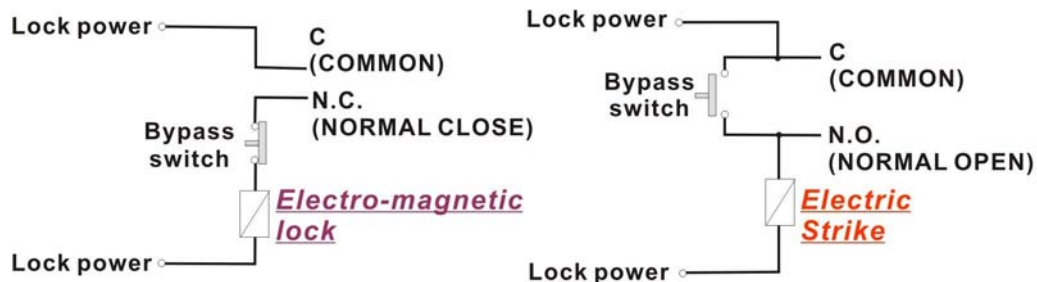 Lock power
C
(COMMON)
N.C.
(NORMAL CLOSE)
Bypass
switch
Electro-magnetic
lock
Lock power
Lock power
C
(COMMON)
Bypass
switch
N.O.
(NORMAL OPEN)
Electric
Strike
Lock power